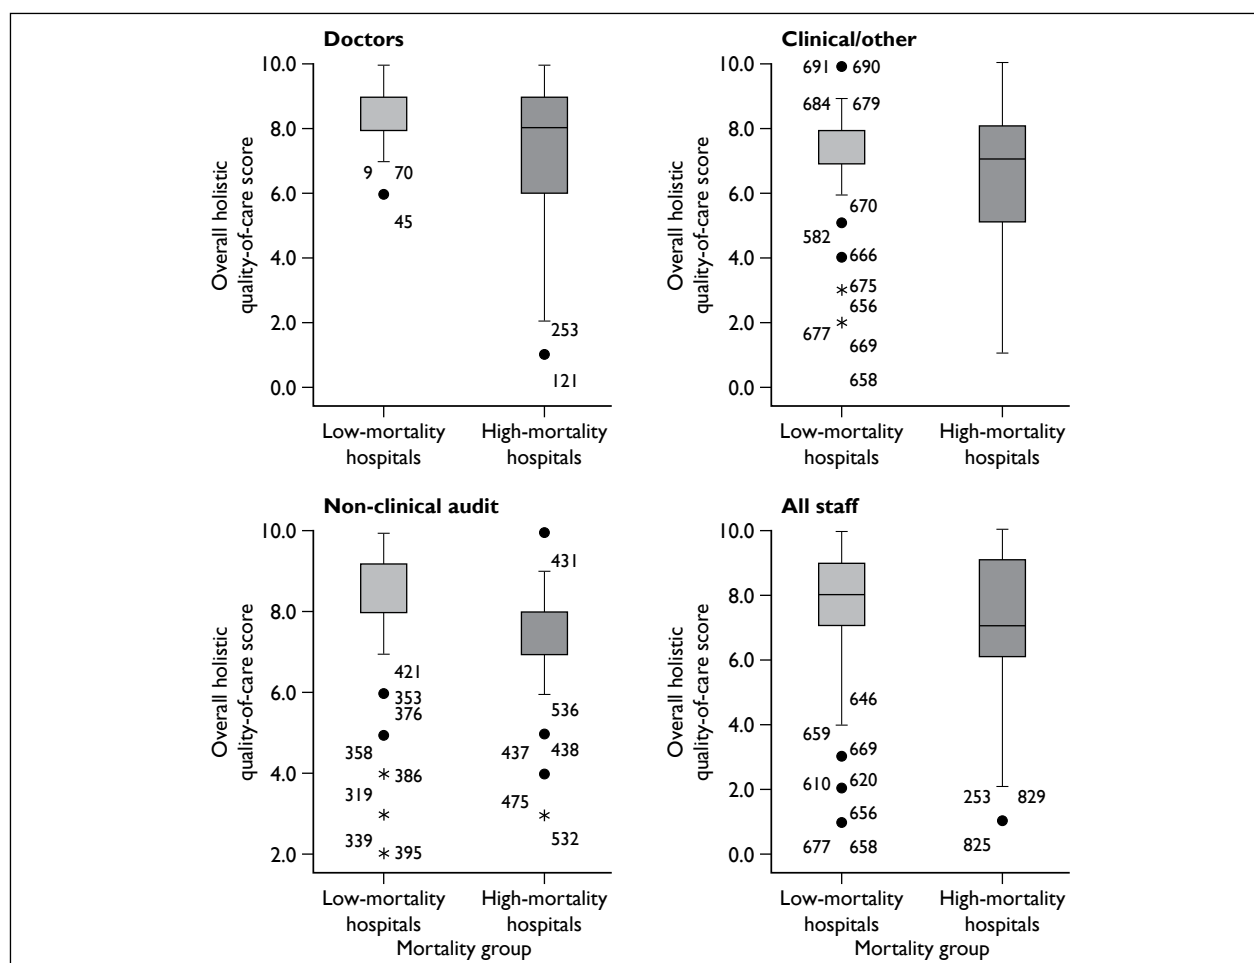 Doctors
10.0
8.0
6.0
4.0
2.0
0.0
Overall holistic
quality-of-care score
9 70
45
253
121
Low-mortality
hospitals
High-mortality
hospitals
Clinical/other
10.0
8.0
6.0
4.0
2.0
0.0
Overall holistic
quality-of-care score
691 690
684 679
670
582
666
675
656
677
669
658
Low-mortality
hospitals
High-mortality
hospitals
Non-clinical audit
10.0
8.0
6.0
4.0
2.0
Overall holistic
quality-of-care score
421
353
376
358
386
319
339
395
431
536
437 438
475
532
Low-mortality
hospitals
High-mortality
hospitals
Mortality group
All staff
10.0
8.0
6.0
4.0
2.0
0.0
Overall holistic
quality-of-care score
646
659
669
610 620
656
677 658
253 829
825
Low-mortality
hospitals
High-mortality
hospitals
Mortality group